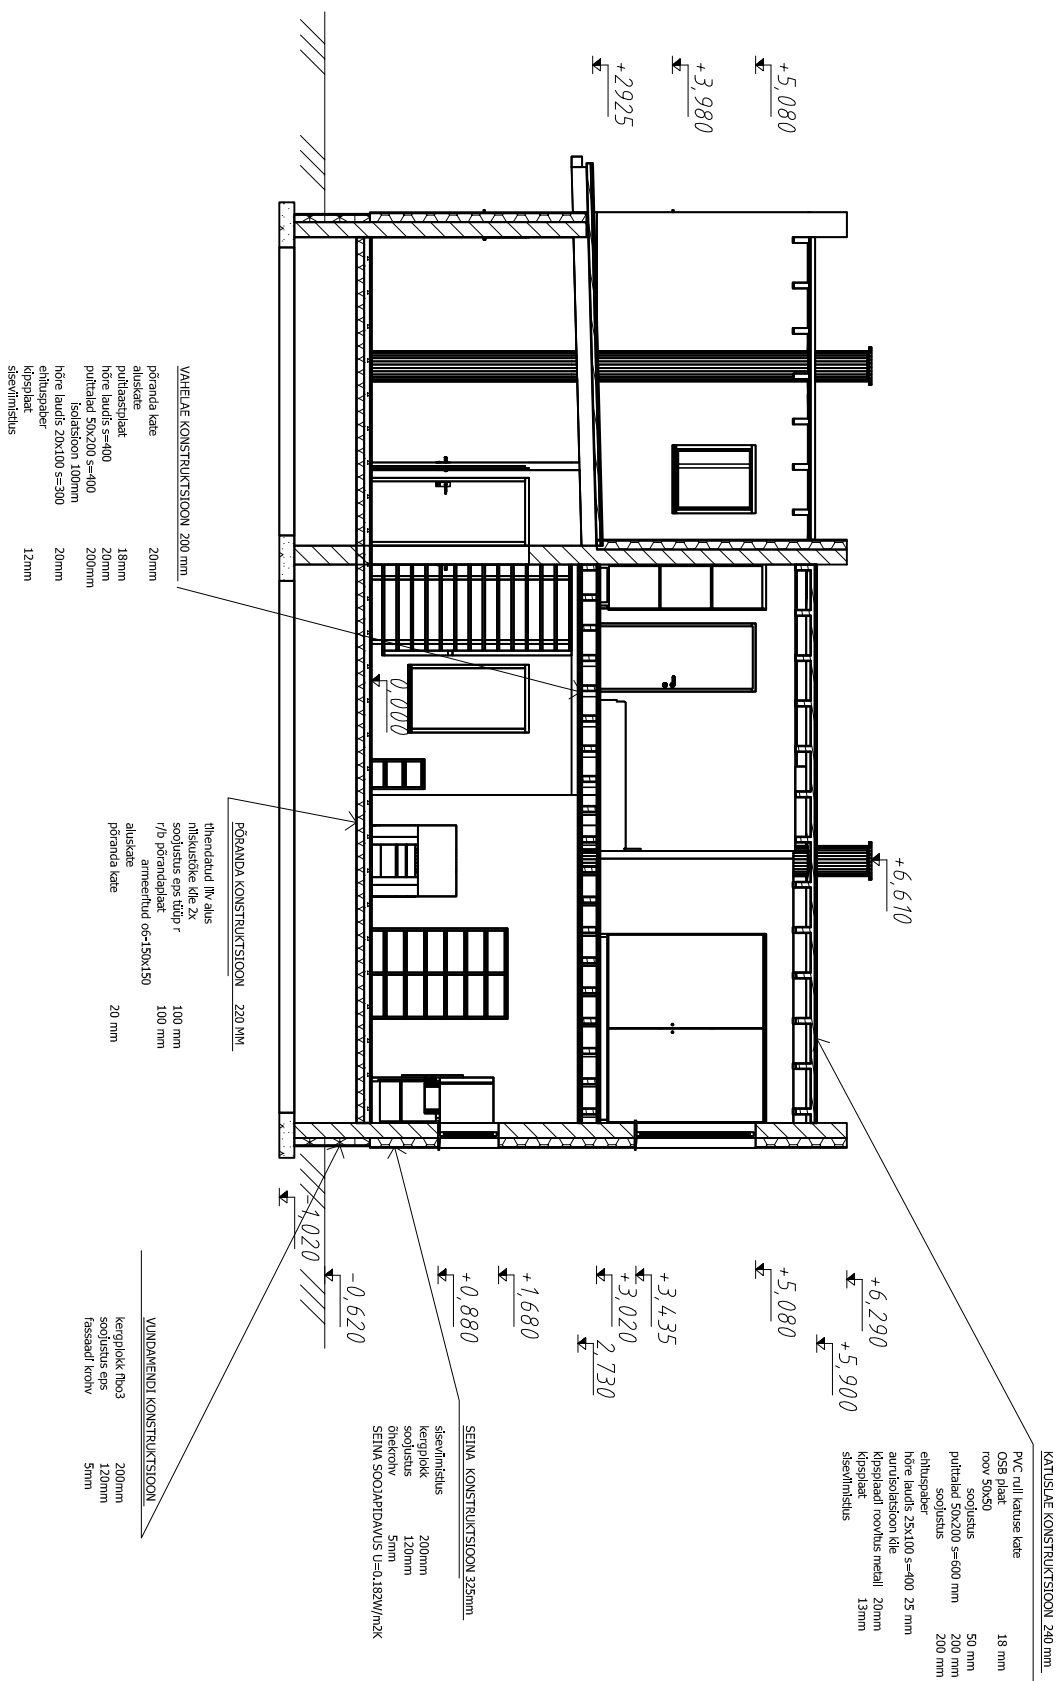 +5,080
+3,980
+2925
+6,610
0,000
-1,020
-0,620
+0,880
+1,680
+3,020
+3,435
2,730
+5,080
+5,900
+6,290
KATUSLAE KONSTRUKTSIOON 240 mm
PVC rull katuse kate
OSB plaat 18 mm
roov 50x50
soojustus 50 mm
puittalad 50x200 s=600 mm 200 mm
soojustus 200 mm
ehituspaber
hõre laudis 25x100 s=400 25 mm
auruisolatsioon kile
kipsplaadi roovitus metall 20mm
kipsplaat 13mm
siseviimistlus
SEINA KONSTRUKTSIOON 325mm
siseviimistlus
kergplokk 200mm
soojustus 120mm
õhekrohv 5mm
SEINA SOOJAPIDAVUS U=0.182W/m2K
PÕRANDA KONSTRUKTSIOON 220 MM
tihendatud liiv alus
niiskustõke kile 2x
soojustus eps tüüp r 100 mm
r/b põrandaplaat 100 mm
armeeritud o6-150x150
aluskate
põranda kate 20 mm
VAHELAE KONSTRUKTSIOON 200 mm
põranda kate 20mm
aluskate
puitlaastplaat 18mm
hõre laudis s=400 20mm
puittalad 50x200 s=400 200mm
isolatsioon 100mm
hõre laudis 20x100 s=300 20mm
ehituspaber
kipsplaat 12mm
siseviimistlus
VUNDAMENDI KONSTRUKTSIOON
kergplokk fibo3 200mm
soojustus eps 120mm
fassaadi krohv 5mm